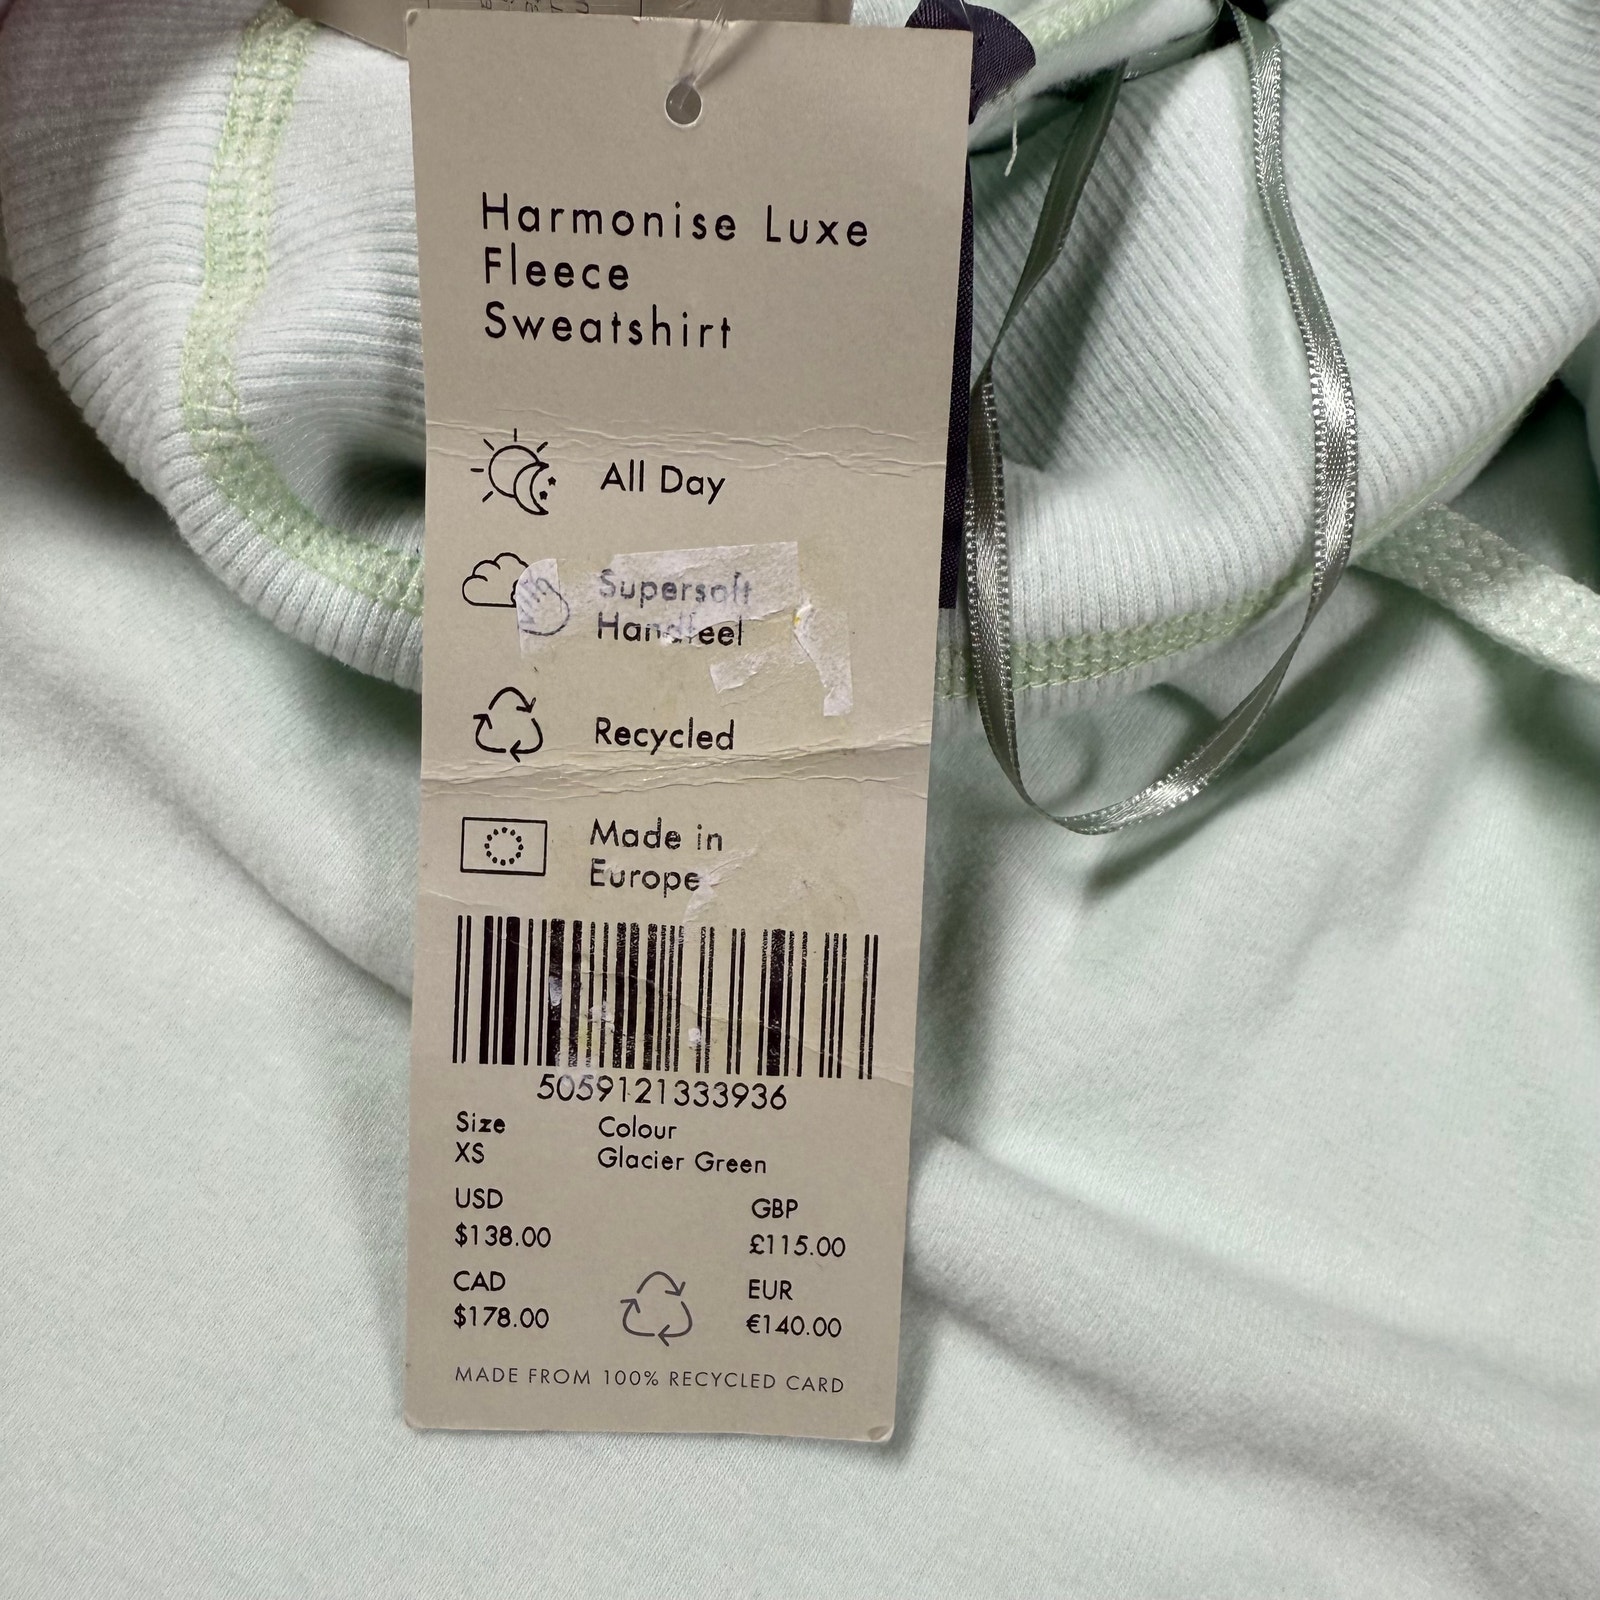 Harmonise Luxe
Fleece
Sweatshirt
All Day
Supersoft
Handfeel
Recycled
Made in
Europe
5059121333936
Size
XS
Colour
Glacier Green
USD
$138.00
GBP
£115.00
CAD
$178.00
EUR
€140.00
MADE FROM 100% RECYCLED CARD